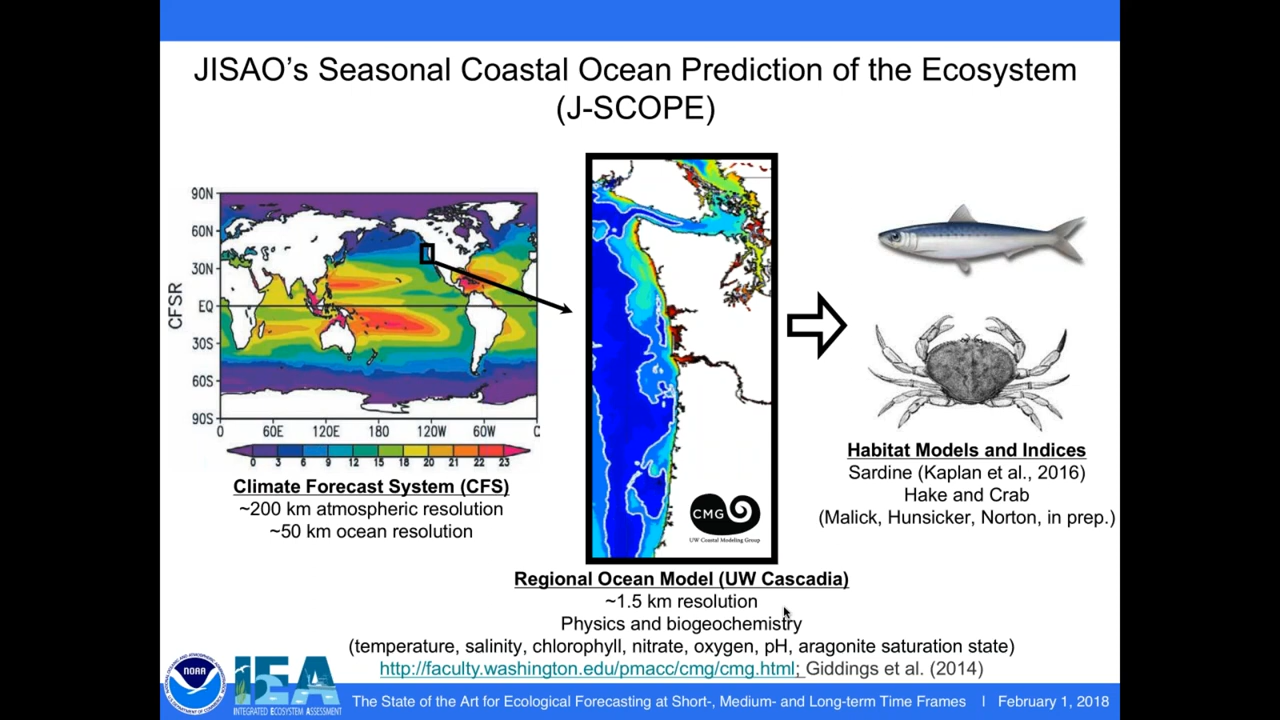 JISAO's Seasonal Coastal Ocean Prediction of the Ecosystem
(J-SCOPE)
CFSR
90N
60N
30N
EQ
30S
60S
90S
0
60E
120E
180
120W
60W
0
3
6
9
12
15
18
20
21
22
23
Climate Forecast System (CFS)
~200 km atmospheric resolution
~50 km ocean resolution
CMG
UW Coastal Modeling Group
Habitat Models and Indices
Sardine (Kaplan et al., 2016)
Hake and Crab
(Malick, Hunsicker, Norton, in prep.)
Regional Ocean Model (UW Cascadia)
~1.5 km resolution
Physics and biogeochemistry
(temperature, salinity, chlorophyll, nitrate, oxygen, pH, aragonite saturation state)
http://faculty.washington.edu/pmacc/cmg/cmg.html; Giddings et al. (2014)
NOAA
IEA
INTEGRATED ECOSYSTEM ASSESSMENT
The State of the Art for Ecological Forecasting at Short-, Medium- and Long-term Time Frames | February 1, 2018